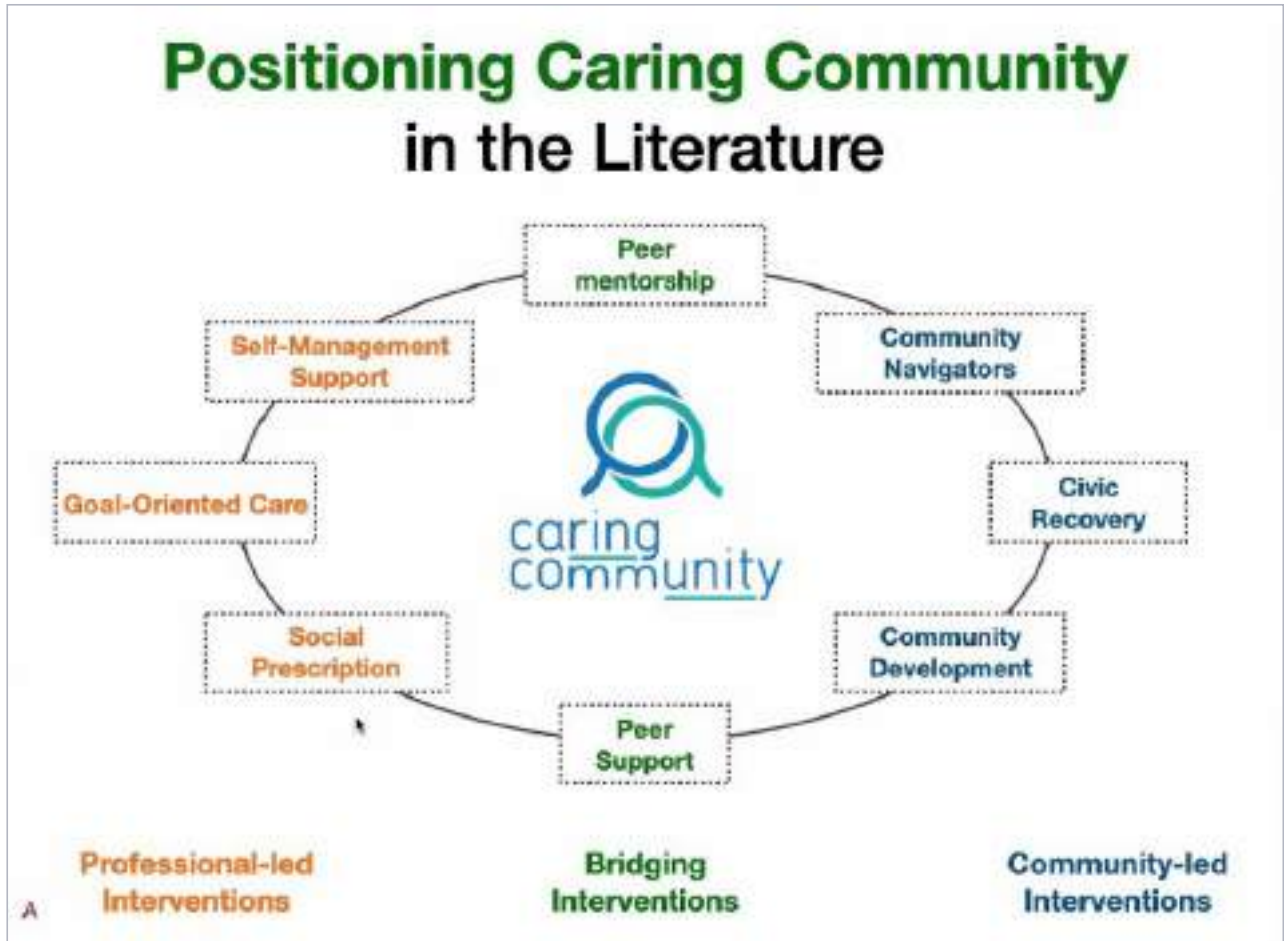 Positioning Caring Community
in the Literature
Peer
mentorship
Self-Management
Support
Community
Navigators
Goal-Oriented Care
Civic
Recovery
caring
community
Social
Prescription
Community
Development
Peer
Support
Professional-led
Interventions
Bridging
Interventions
Community-led
Interventions
A